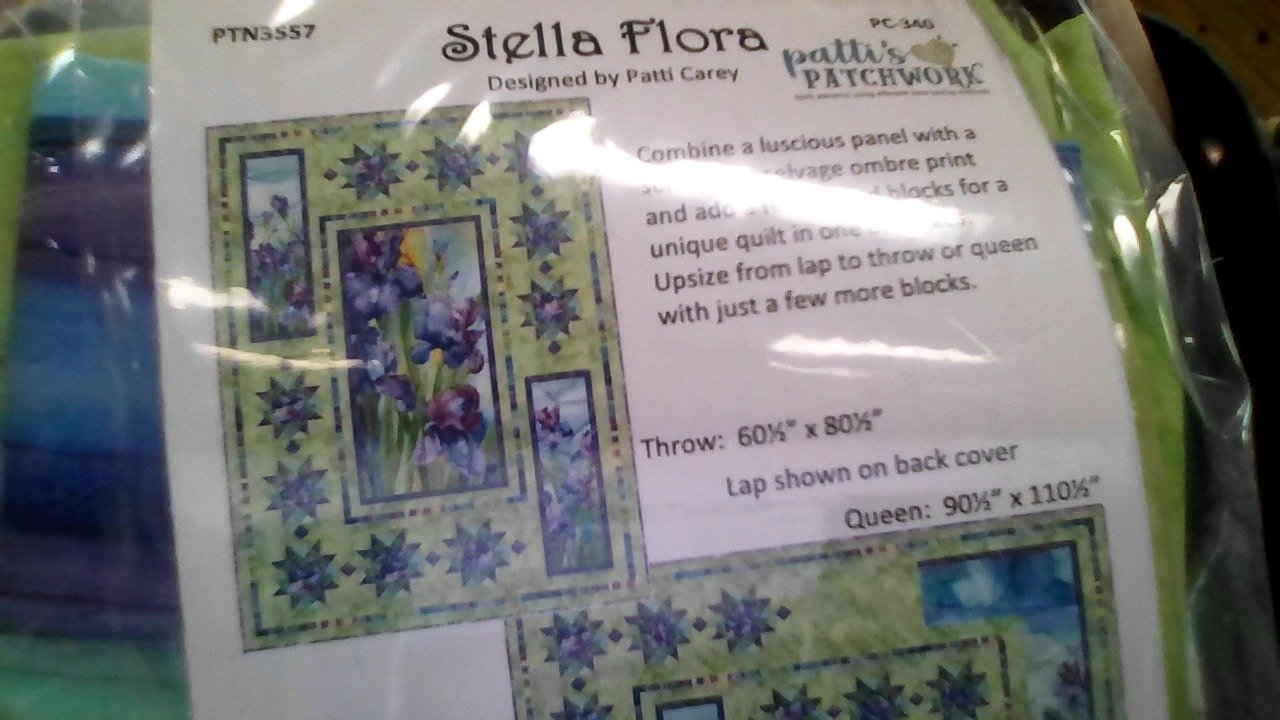 PTN3557
Stella Flora
Designed by Patti Carey
PC-340
patti's
PATCHWORK
Combine a luscious panel with a
selvage ombre print
and add blocks for a
unique quilt in one
Upsize from lap to throw or queen
with just a few more blocks.
Throw: 60½" x 80½"
Lap shown on back cover
Queen: 90½" x 110½"